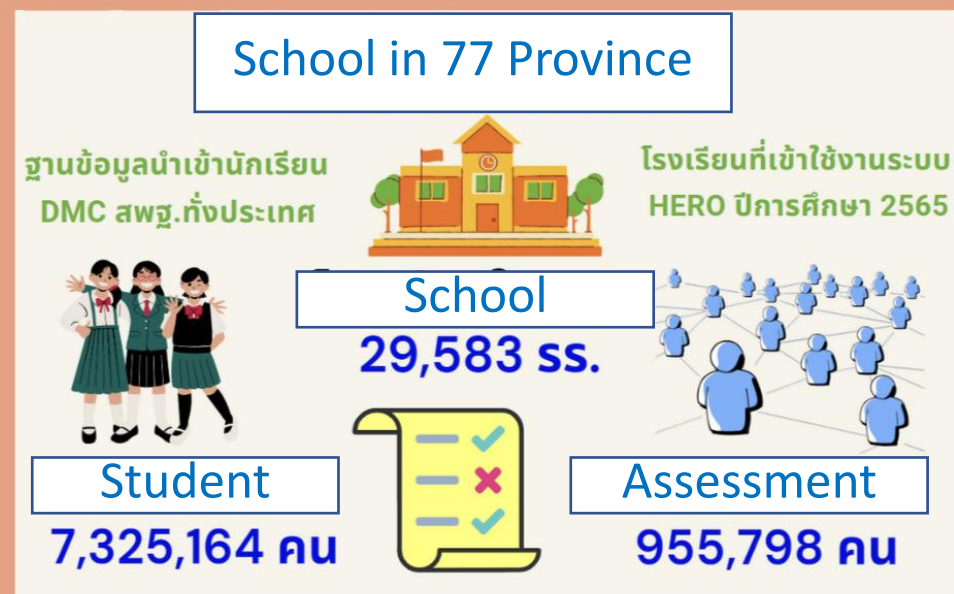 School in 77 Province
ฐานข้อมูลนำเข้านักเรียน
DMC สพฐ.ทั่งประเทศ
โรงเรียนที่เข้าใช้งานระบบ
HERO ปีการศึกษา 2565
School
29,583 รร.
Student
7,325,164 คน
Assessment
955,798 คน